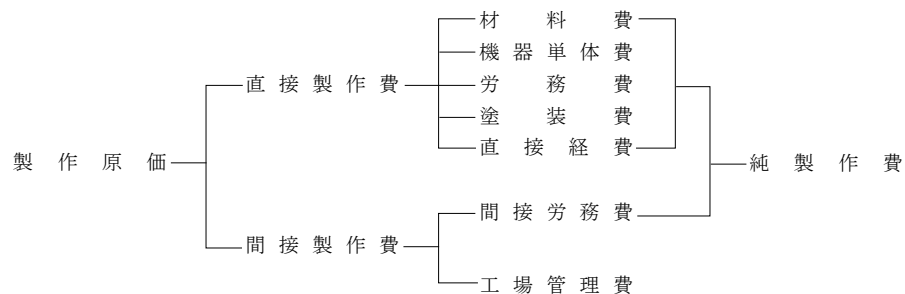 材料費
機器単体費
直接製作費
労務費
塗装費
直接経費
製作原価
純製作費
間接労務費
間接製作費
工場管理費